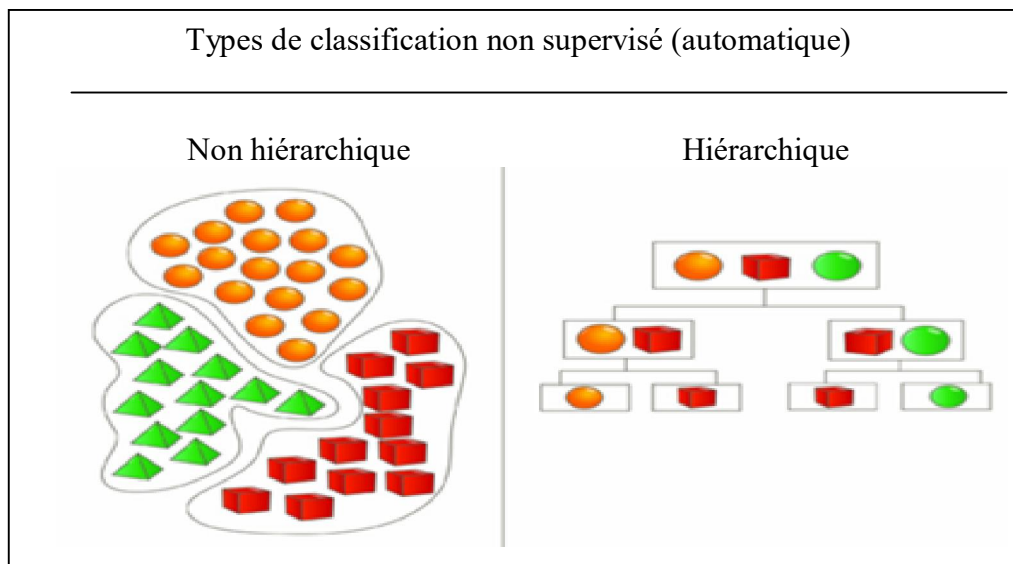 Types de classification non supervisé (automatique)
Non hiérarchique
Hiérarchique